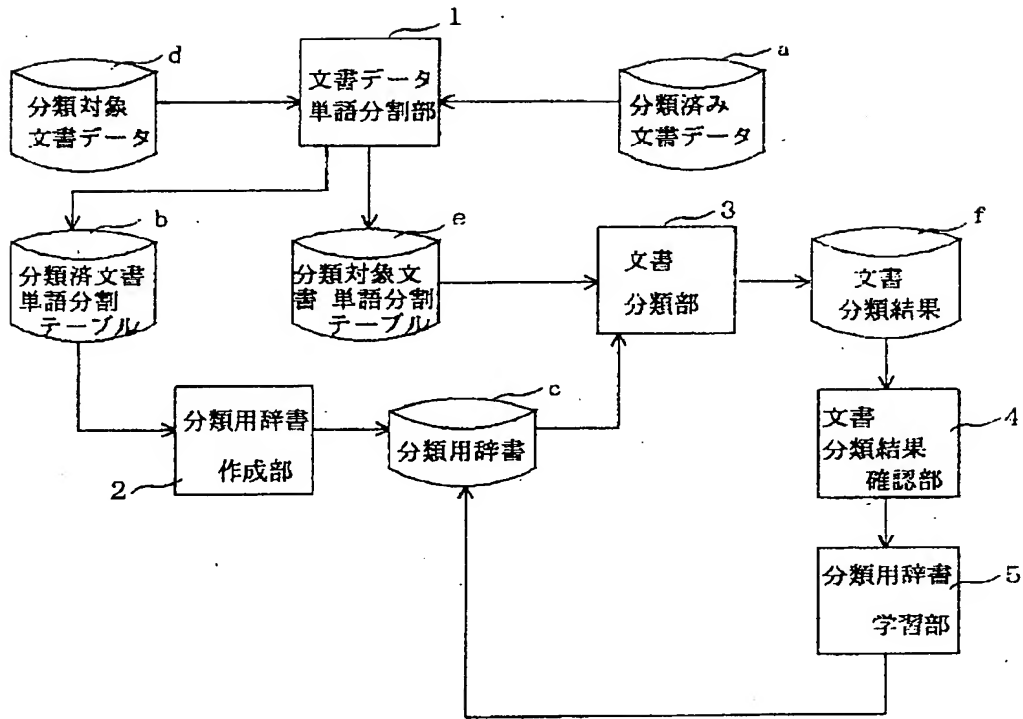 1
d
a
分類対象
文書データ
文書データ
単語分割部
分類済み
文書データ
b
e
3
f
分類済文書
単語分割
テーブル
分類対象文
書 単語分割
テーブル
文書
分類部
文書
分類結果
c
分類用辞書
作成部
2
分類用辞書
文書
分類結果
確認部
4
分類用辞書
学習部
5